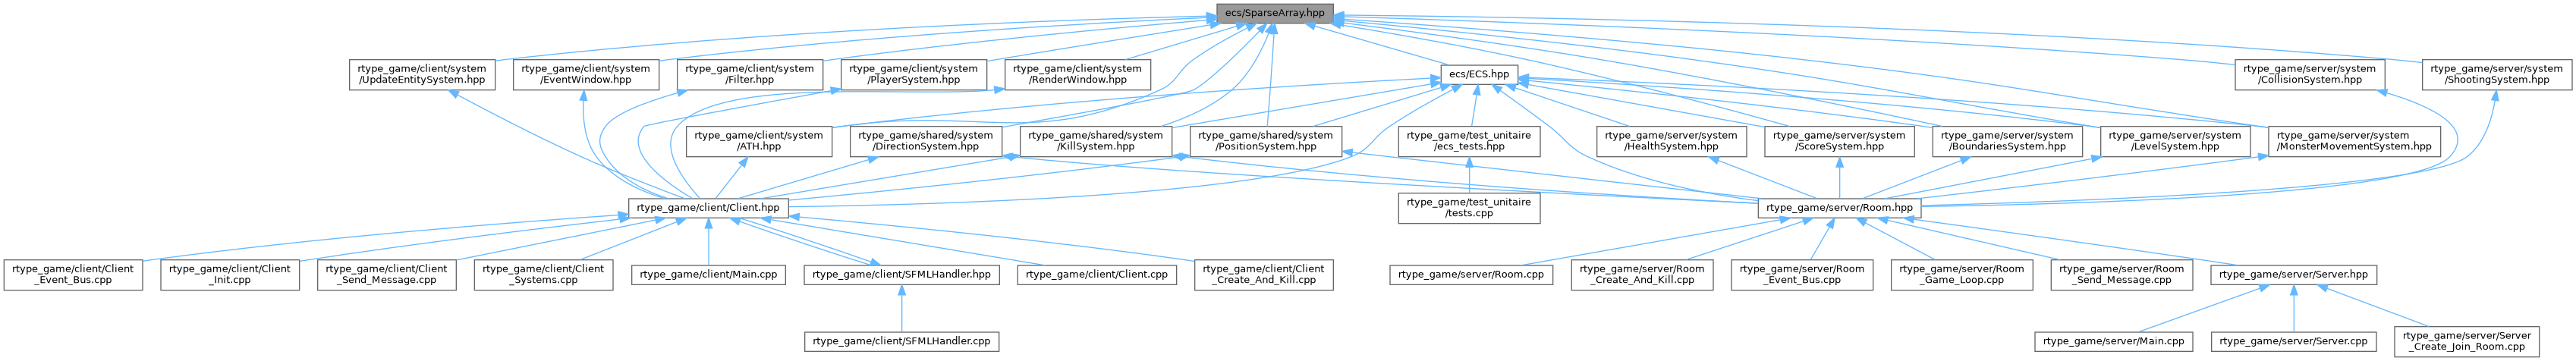 ecs/SparseArray.hpp
rtype_game/client/system
/UpdateEntitySystem.hpp
rtype_game/client/system
/EventWindow.hpp
rtype_game/client/system
/Filter.hpp
rtype_game/client/system
/PlayerSystem.hpp
rtype_game/client/system
/RenderWindow.hpp
ecs/ECS.hpp
rtype_game/server/system
/CollisionSystem.hpp
rtype_game/server/system
/ShootingSystem.hpp
rtype_game/client/system
/ATH.hpp
rtype_game/shared/system
/DirectionSystem.hpp
rtype_game/shared/system
/KillSystem.hpp
rtype_game/shared/system
/PositionSystem.hpp
rtype_game/test_unitaire
/ecs_tests.hpp
rtype_game/server/system
/HealthSystem.hpp
rtype_game/server/system
/ScoreSystem.hpp
rtype_game/server/system
/BoundariesSystem.hpp
rtype_game/server/system
/LevelSystem.hpp
rtype_game/server/system
/MonsterMovementSystem.hpp
rtype_game/client/Client.hpp
rtype_game/test_unitaire
/tests.cpp
rtype_game/server/Room.hpp
rtype_game/client/Client
_Event_Bus.cpp
rtype_game/client/Client
_Init.cpp
rtype_game/client/Client
_Send_Message.cpp
rtype_game/client/Client
_Systems.cpp
rtype_game/client/Main.cpp
rtype_game/client/SFMLHandler.hpp
rtype_game/client/Client.cpp
rtype_game/client/Client
_Create_And_Kill.cpp
rtype_game/server/Room.cpp
rtype_game/server/Room
_Create_And_Kill.cpp
rtype_game/server/Room
_Event_Bus.cpp
rtype_game/server/Room
_Game_Loop.cpp
rtype_game/server/Room
_Send_Message.cpp
rtype_game/server/Server.hpp
rtype_game/client/SFMLHandler.cpp
rtype_game/server/Main.cpp
rtype_game/server/Server.cpp
rtype_game/server/Server
_Create_Join_Room.cpp